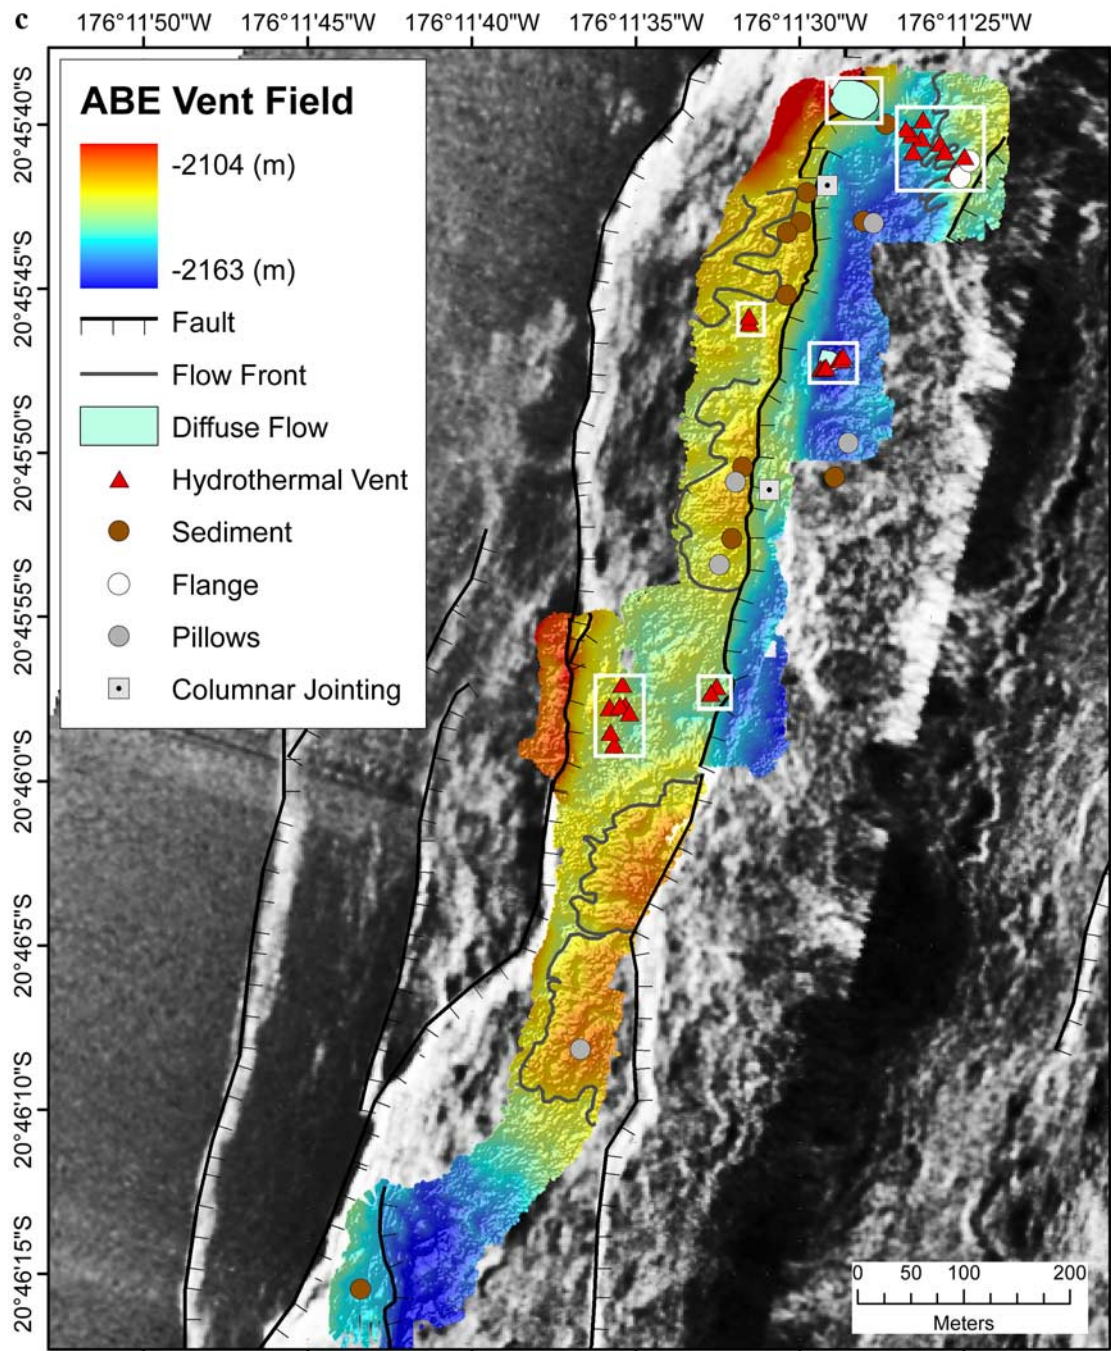 c
176°11'50"W 176°11'45"W 176°11'40"W 176°11'35"W 176°11'30"W 176°11'25"W
20°45'40"S
20°45'45"S
20°45'50"S
20°45'55"S
20°46'0"S
20°46'5"S
20°46'10"S
20°46'15"S
ABE Vent Field
-2104 (m)
-2163 (m)
Fault
Flow Front
Diffuse Flow
Hydrothermal Vent
Sediment
Flange
Pillows
Columnar Jointing
0 50 100 200
Meters